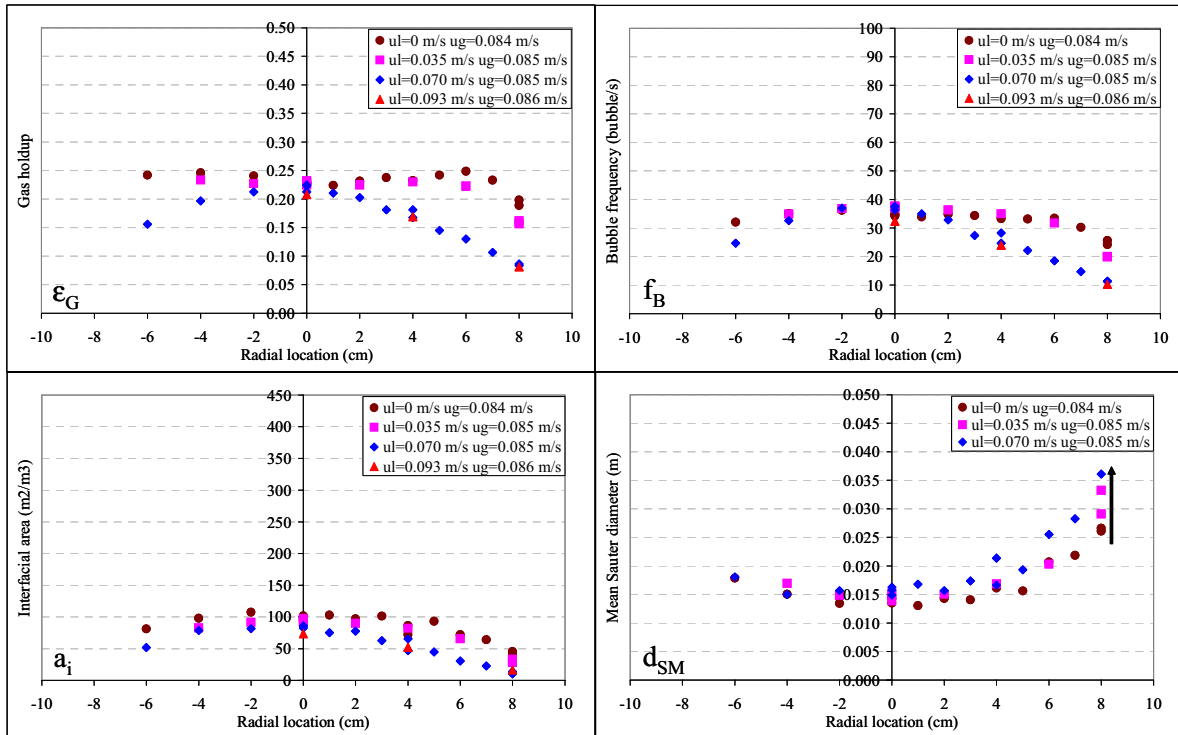 0.50
0.45
0.40
0.35
0.30
0.25
0.20
0.15
0.10
0.05
0.00
Gas holdup
ul=0 m/s ug=0.084 m/s
ul=0.035 m/s ug=0.085 m/s
ul=0.070 m/s ug=0.085 m/s
ul=0.093 m/s ug=0.086 m/s
εG
-10 -8 -6 -4 -2 0 2 4 6 8 10
Radial location (cm)
100
90
80
70
60
50
40
30
20
10
0
Bubble frequency (bubble/s)
ul=0 m/s ug=0.084 m/s
ul=0.035 m/s ug=0.085 m/s
ul=0.070 m/s ug=0.085 m/s
ul=0.093 m/s ug=0.086 m/s
fB
-10 -8 -6 -4 -2 0 2 4 6 8 10
Radial location (cm)
450
400
350
300
250
200
150
100
50
0
Interfacial area (m2/m3)
ul=0 m/s ug=0.084 m/s
ul=0.035 m/s ug=0.085 m/s
ul=0.070 m/s ug=0.085 m/s
ul=0.093 m/s ug=0.086 m/s
ai
-10 -8 -6 -4 -2 0 2 4 6 8 10
Radial location (cm)
0.050
0.045
0.040
0.035
0.030
0.025
0.020
0.015
0.010
0.005
0.000
Mean Sauter diameter (m)
ul=0 m/s ug=0.084 m/s
ul=0.035 m/s ug=0.085 m/s
ul=0.070 m/s ug=0.085 m/s
dSM
-10 -8 -6 -4 -2 0 2 4 6 8 10
Radial location (cm)